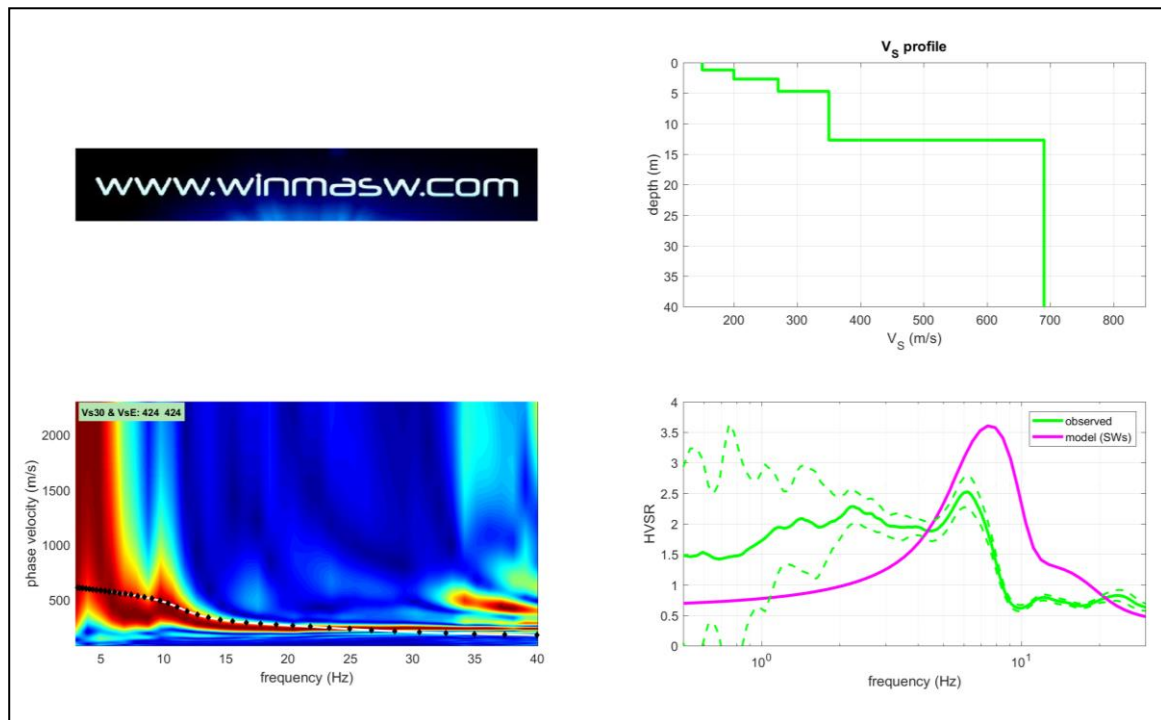 www.winmasw.com
V_S profile
0
5
10
15
20
25
30
35
40
depth (m)
200 300 400 500 600 700 800
V_S (m/s)
Vs30 & VsE: 424 424
2000
1500
1000
500
phase velocity (m/s)
5 10 15 20 25 30 35 40
frequency (Hz)
4
3.5
3
2.5
2
1.5
1
0.5
0
HVSR
observed
model (SWs)
10^0 10^1
frequency (Hz)